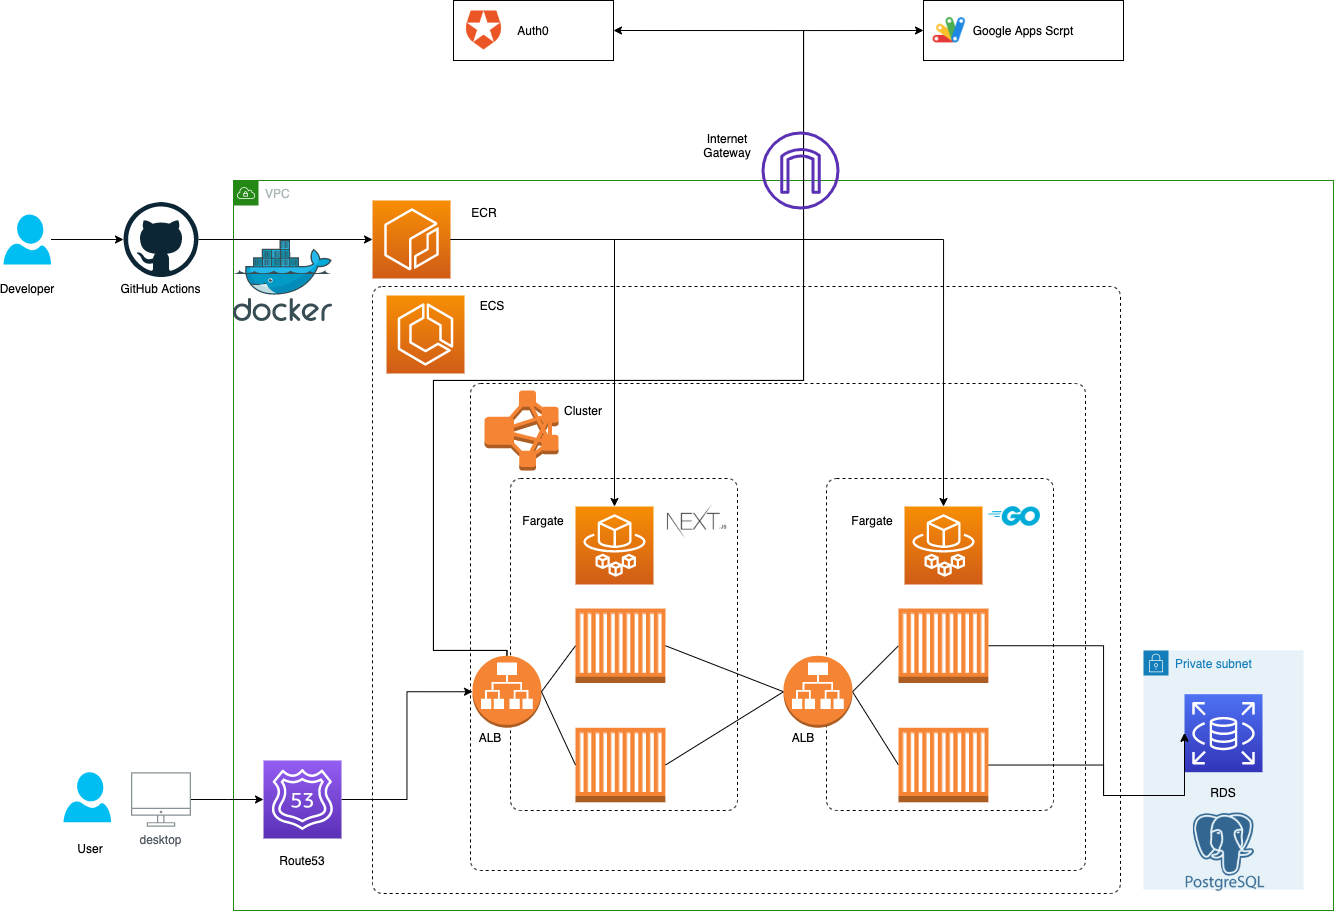 Auth0
Google Apps Scrpt
Internet
Gateway
VPC
ECR
Developer
GitHub Actions
docker
ECS
Cluster
Fargate
NEXT.JS
Fargate
GO
Private subnet
ALB
ALB
RDS
53
User
desktop
Route53
PostgreSQL